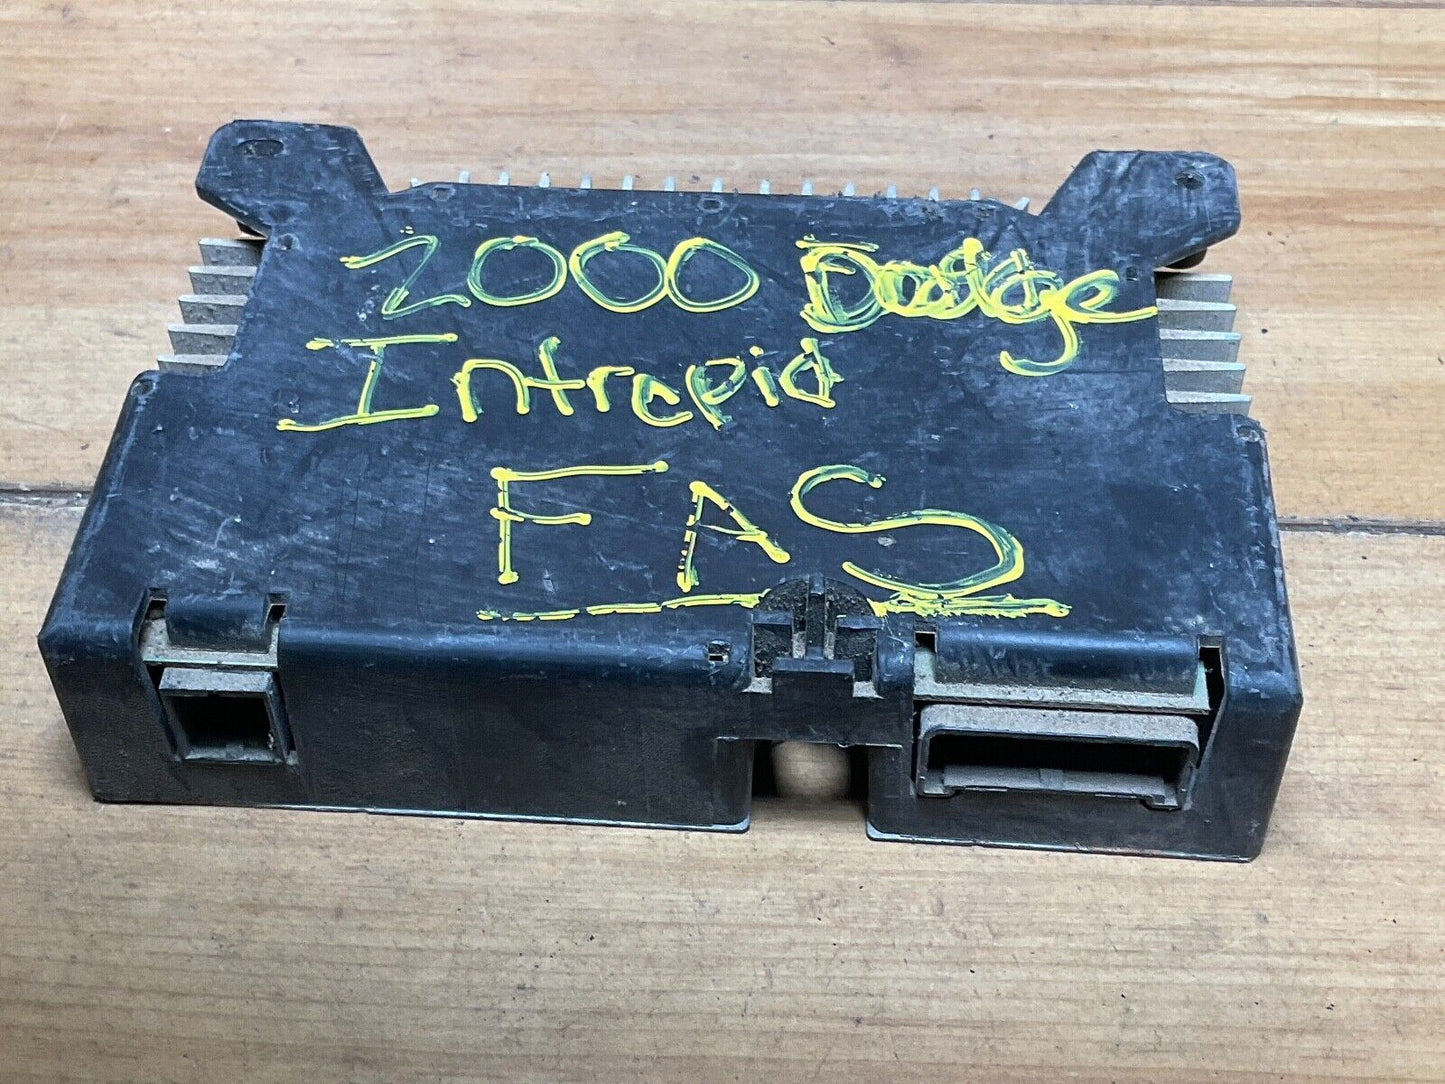 2000 Dodge
Intrepid
FAS